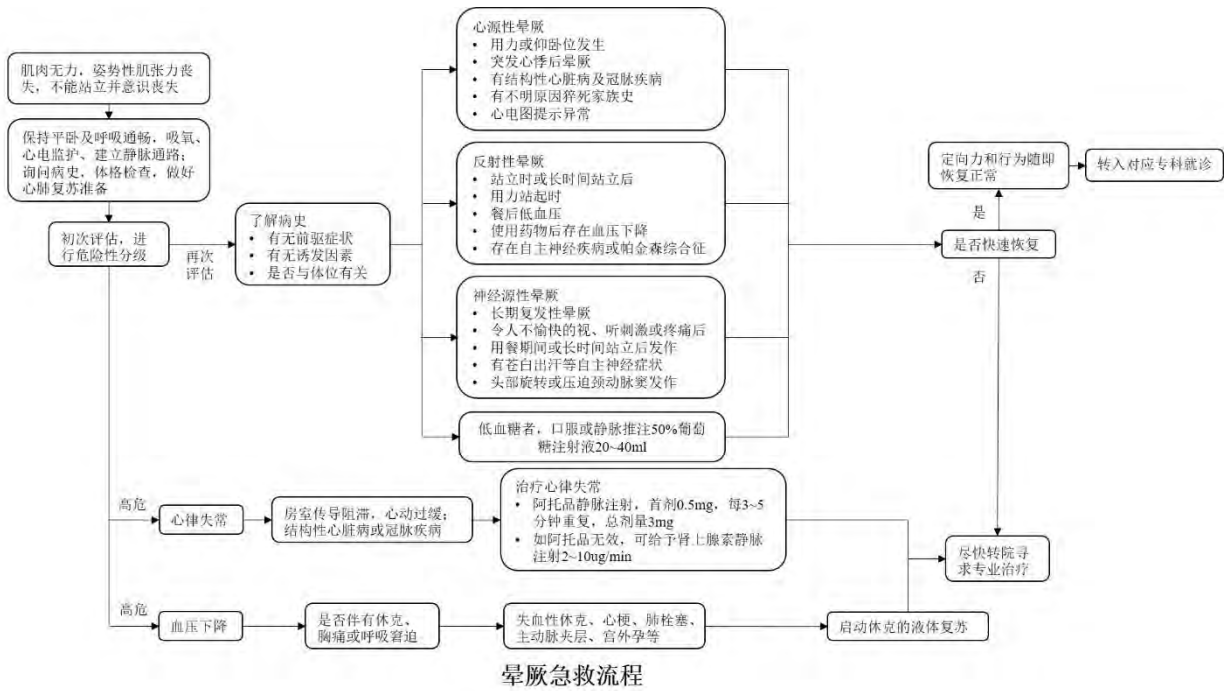 肌肉无力，姿势性肌张力丧
失，不能站立并意识丧失
保持平卧及呼吸通畅，吸氧、
心电监护、建立静脉通路；
询问病史，体格检查，做好
心肺复苏准备
初次评估，进
行危险性分级
再次
评估
了解病史
• 有无前驱症状
• 有无诱发因素
• 是否与体位有关
心源性晕厥
• 用力或仰卧位发生
• 突发心悸后晕厥
• 有结构性心脏病及冠脉疾病
• 有不明原因猝死家族史
• 心电图提示异常
反射性晕厥
• 站立时或长时间站立后
• 用力站起时
• 餐后低血压
• 使用药物后存在血压下降
• 存在自主神经疾病或帕金森综合征
神经源性晕厥
• 长期复发性晕厥
• 令人不愉快的视、听刺激或疼痛后
• 用餐期间或长时间站立后发作
• 有苍白出汗等自主神经症状
• 头部旋转或压迫颈动脉窦发作
低血糖者，口服或静脉推注50%葡萄
糖注射液20~40ml
定向力和行为随即
恢复正常
转入对应专科就诊
是
是否快速恢复
否
高危
心律失常
房室传导阻滞，心动过缓；
结构性心脏病或冠脉疾病
治疗心律失常
• 阿托品静脉注射，首剂0.5mg，每3~5
分钟重复，总剂量3mg
• 如阿托品无效，可给予肾上腺素静脉
注射2~10ug/min
尽快转院寻
求专业治疗
高危
血压下降
是否伴有休克、
胸痛或呼吸窘迫
失血性休克、心梗、肺栓塞、
主动脉夹层、宫外孕等
启动休克的液体复苏
晕厥急救流程